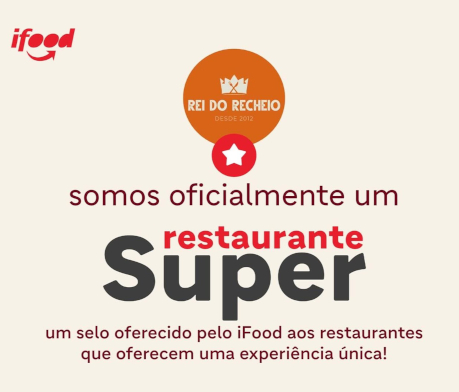 ifood
REI DO RECHEIO
DESDE 2012
somos oficialmente um
restaurante
Super
um selo oferecido pelo iFood aos restaurantes
que oferecem uma experiência única!